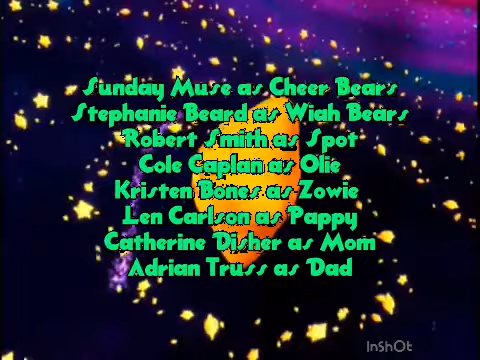 Sunday Muse as Cheer Bears
Stephanie Beard as Wiah Bears
Robert Smith as Spot
Cole Caplan as Olie
Kristen Bones as Zowie
Len Carlson as Pappy
Catherine Disher as Mom
Adrian Truss as Dad
InShOt